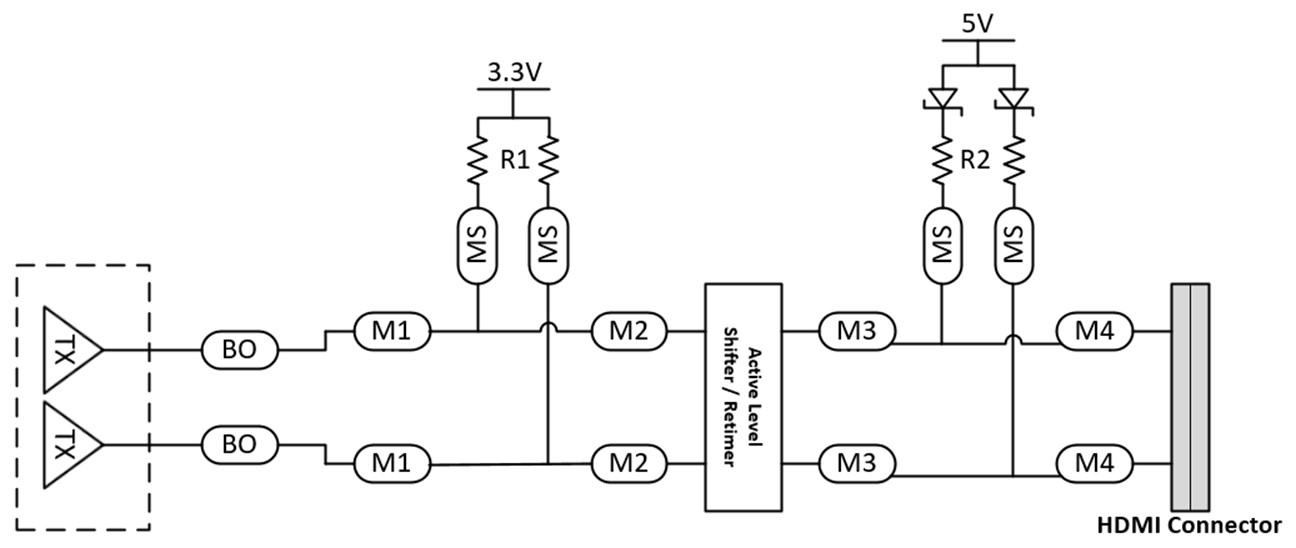 5V
3.3V
R1
R2
MS
MS
MS
MS
TX
BO
M1
M2
Active Level
Shifter / Retimer
M3
M4
TX
BO
M1
M2
M3
M4
HDMI Connector